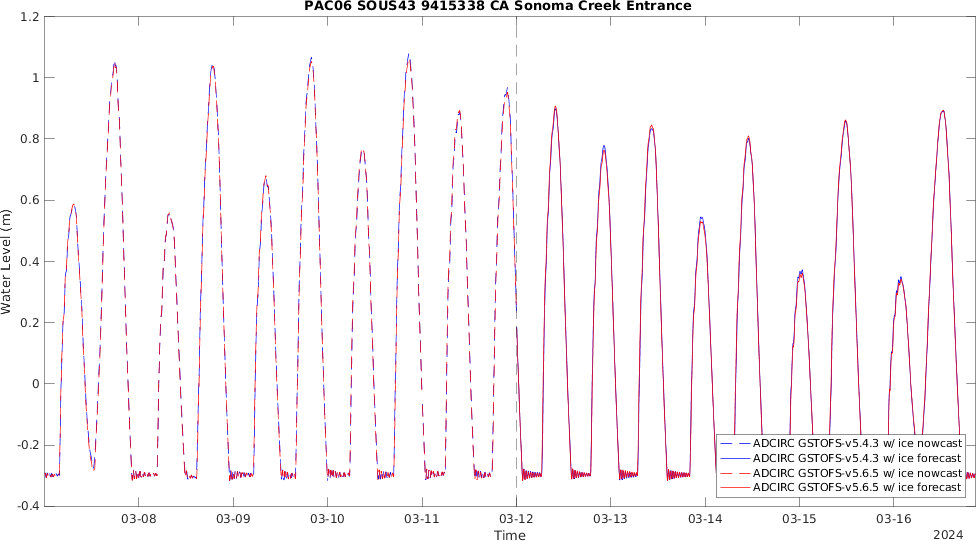 PAC06 SOUS43 9415338 CA Sonoma Creek Entrance
1.2
1
0.8
0.6
0.4
0.2
0
-0.2
-0.4
Water Level (m)
ADCIRC GSTOFS-v5.4.3 w/ ice nowcast
ADCIRC GSTOFS-v5.4.3 w/ ice forecast
ADCIRC GSTOFS-v5.6.5 w/ ice nowcast
ADCIRC GSTOFS-v5.6.5 w/ ice forecast
03-08 03-09 03-10 03-11 03-12 03-13 03-14 03-15 03-16
Time
2024